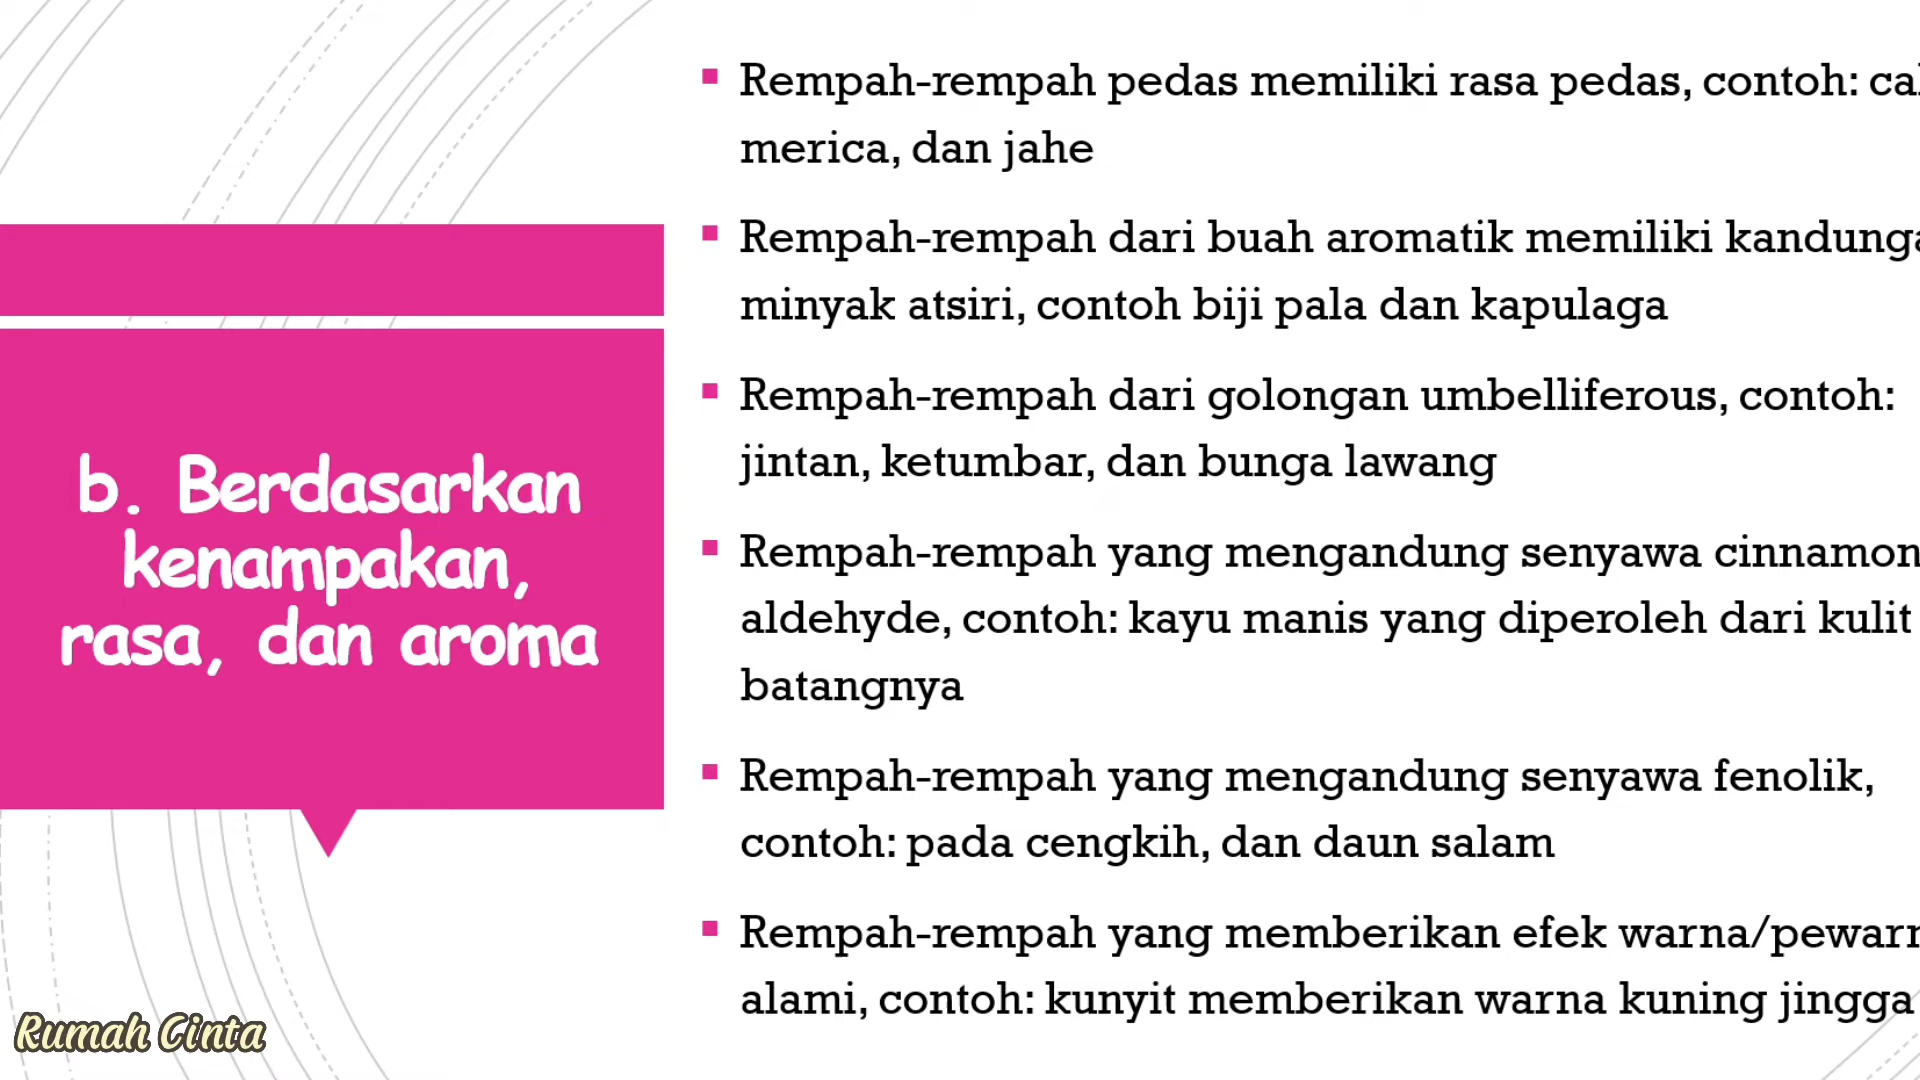 b. Berdasarkan
kenampakan,
rasa, dan aroma
Rempah-rempah pedas memiliki rasa pedas, contoh:
merica, dan jahe
Rempah-rempah dari buah aromatik memiliki
minyak atsiri, contoh biji pala dan kapulaga
Rempah-rempah dari golongan umbelliferous, contoh:
jintan, ketumbar, dan bunga lawang
Rempah-rempah yang mengandung senyawa cinnamon
aldehyde, contoh: kayu manis yang diperoleh dari kulit
batangnya
Rempah-rempah yang mengandung senyawa fenolik,
contoh: pada cengkih, dan daun salam
Rempah-rempah yang memberikan efek
alami, contoh: kunyit memberikan warna kuning jingga
Rumah Cinta